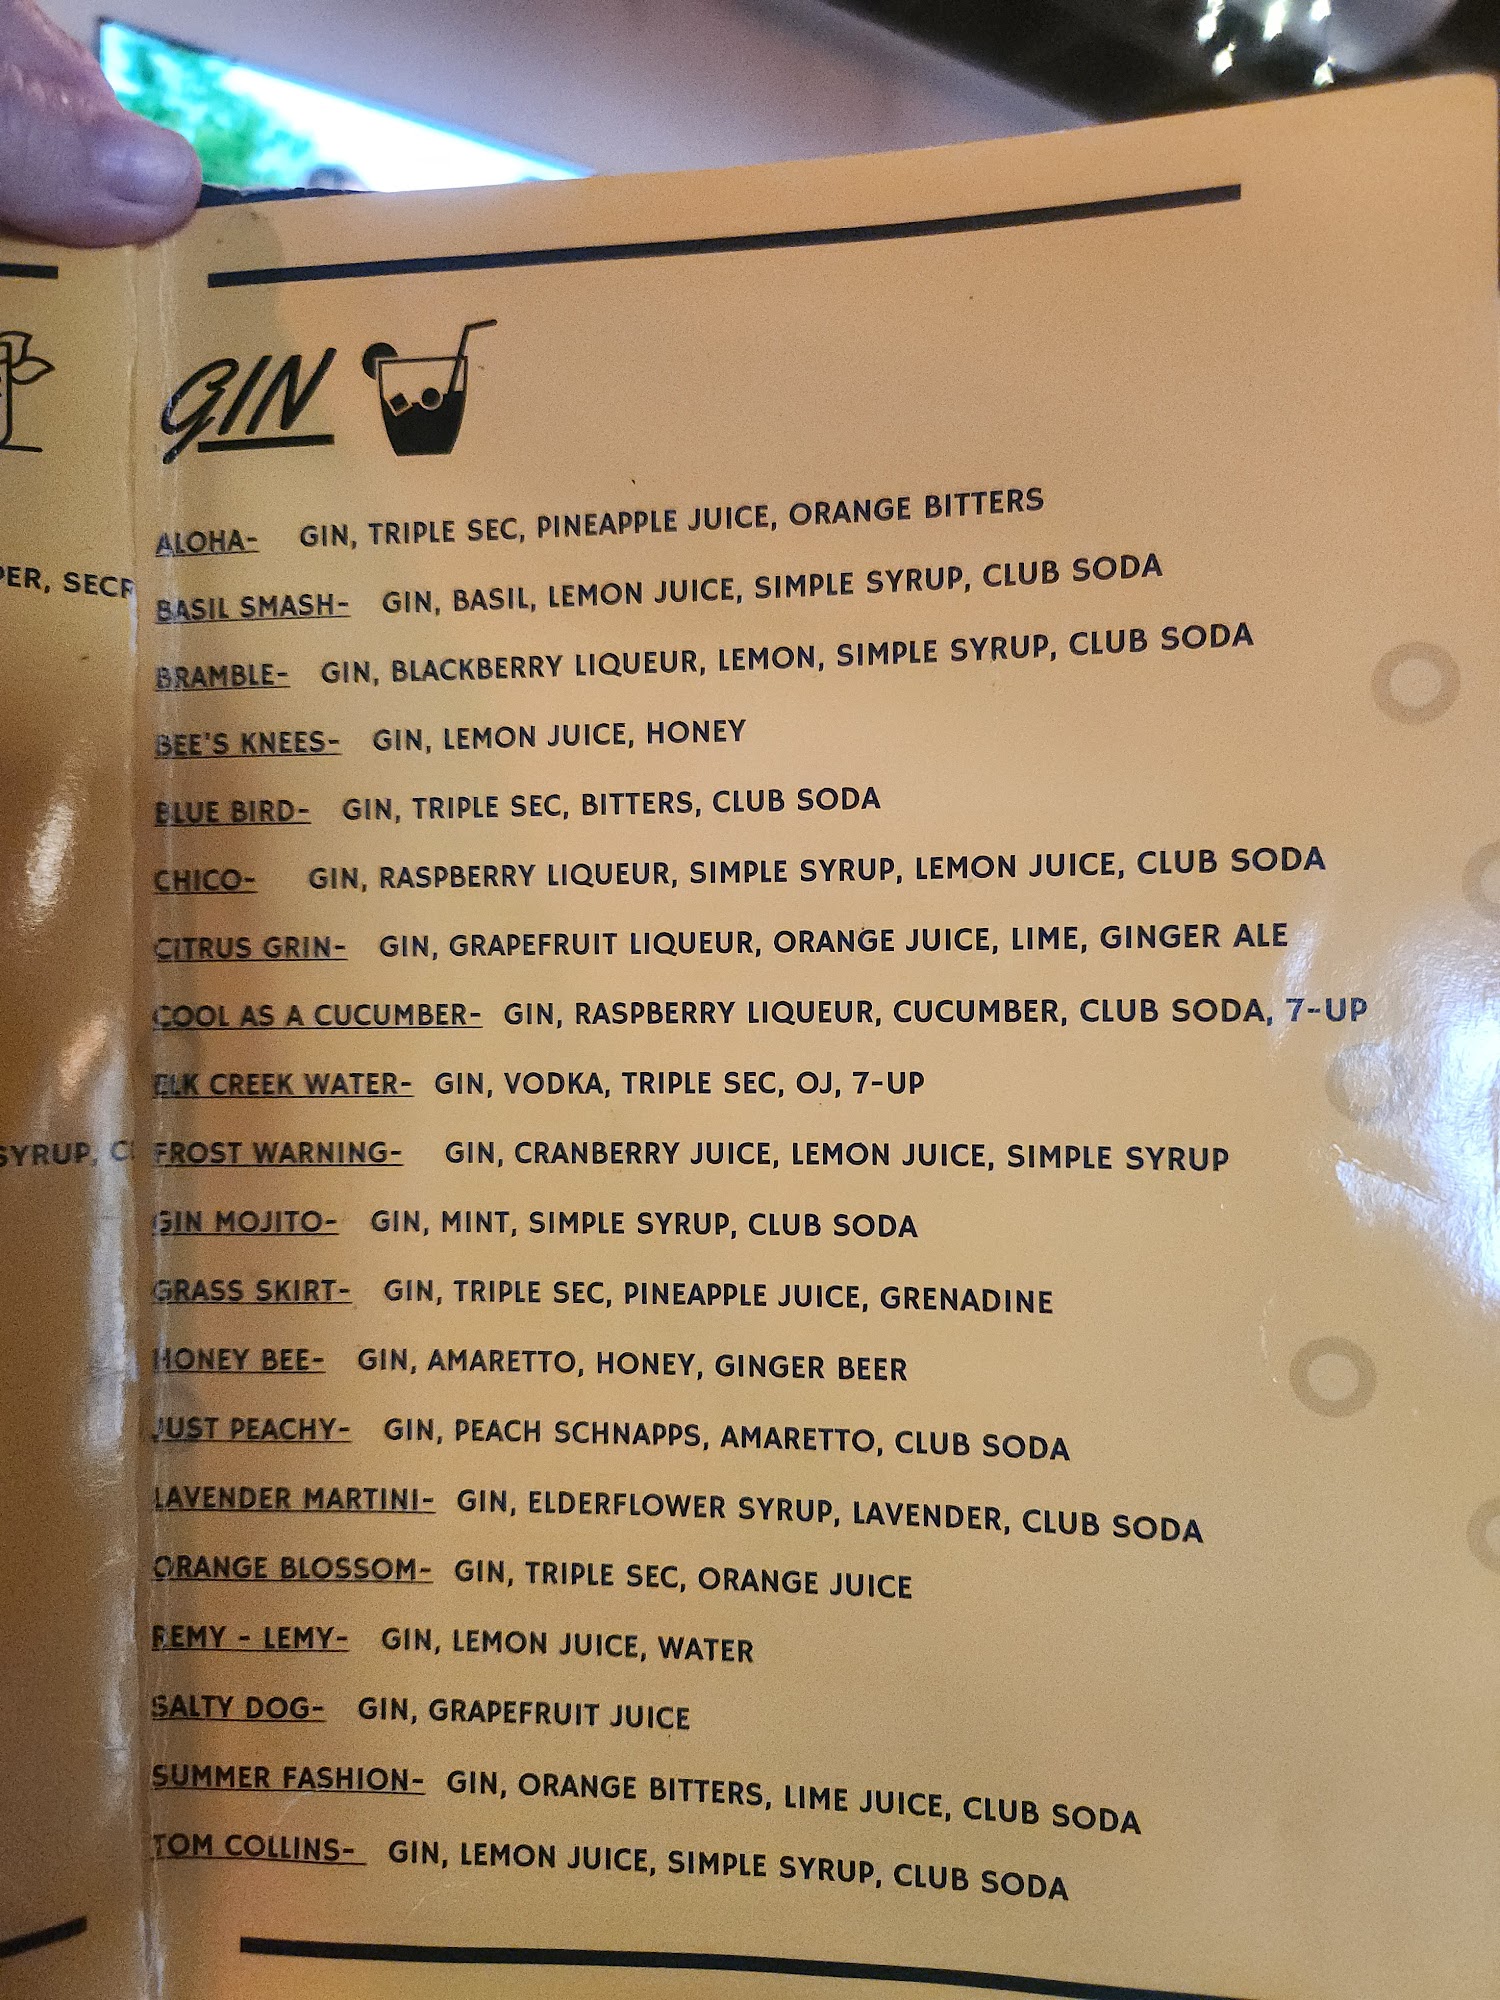 GIN
ALOHA- GIN, TRIPLE SEC, PINEAPPLE JUICE, ORANGE BITTERS
BASIL SMASH- GIN, BASIL, LEMON JUICE, SIMPLE SYRUP, CLUB SODA
BRAMBLE- GIN, BLACKBERRY LIQUEUR, LEMON, SIMPLE SYRUP, CLUB SODA
BEE'S KNEES- GIN, LEMON JUICE, HONEY
BLUE BIRD- GIN, TRIPLE SEC, BITTERS, CLUB SODA
CHICO- GIN, RASPBERRY LIQUEUR, SIMPLE SYRUP, LEMON JUICE, CLUB SODA
CITRUS GRIN- GIN, GRAPEFRUIT LIQUEUR, ORANGE JUICE, LIME, GINGER ALE
COOL AS A CUCUMBER- GIN, RASPBERRY LIQUEUR, CUCUMBER, CLUB SODA, 7-UP
ELK CREEK WATER- GIN, VODKA, TRIPLE SEC, OJ, 7-UP
SYRUP,
FROST WARNING- GIN, CRANBERRY JUICE, LEMON JUICE, SIMPLE SYRUP
GIN MOJITO- GIN, MINT, SIMPLE SYRUP, CLUB SODA
GRASS SKIRT- GIN, TRIPLE SEC, PINEAPPLE JUICE, GRENADINE
HONEY BEE- GIN, AMARETTO, HONEY, GINGER BEER
JUST PEACHY- GIN, PEACH SCHNAPPS, AMARETTO, CLUB SODA
LAVENDER MARTINI- GIN, ELDERFLOWER SYRUP, LAVENDER, CLUB SODA
ORANGE BLOSSOM- GIN, TRIPLE SEC, ORANGE JUICE
REMY - LEMY- GIN, LEMON JUICE, WATER
SALTY DOG- GIN, GRAPEFRUIT JUICE
SUMMER FASHION- GIN, ORANGE BITTERS, LIME JUICE, CLUB SODA
TOM COLLINS- GIN, LEMON JUICE, SIMPLE SYRUP, CLUB SODA